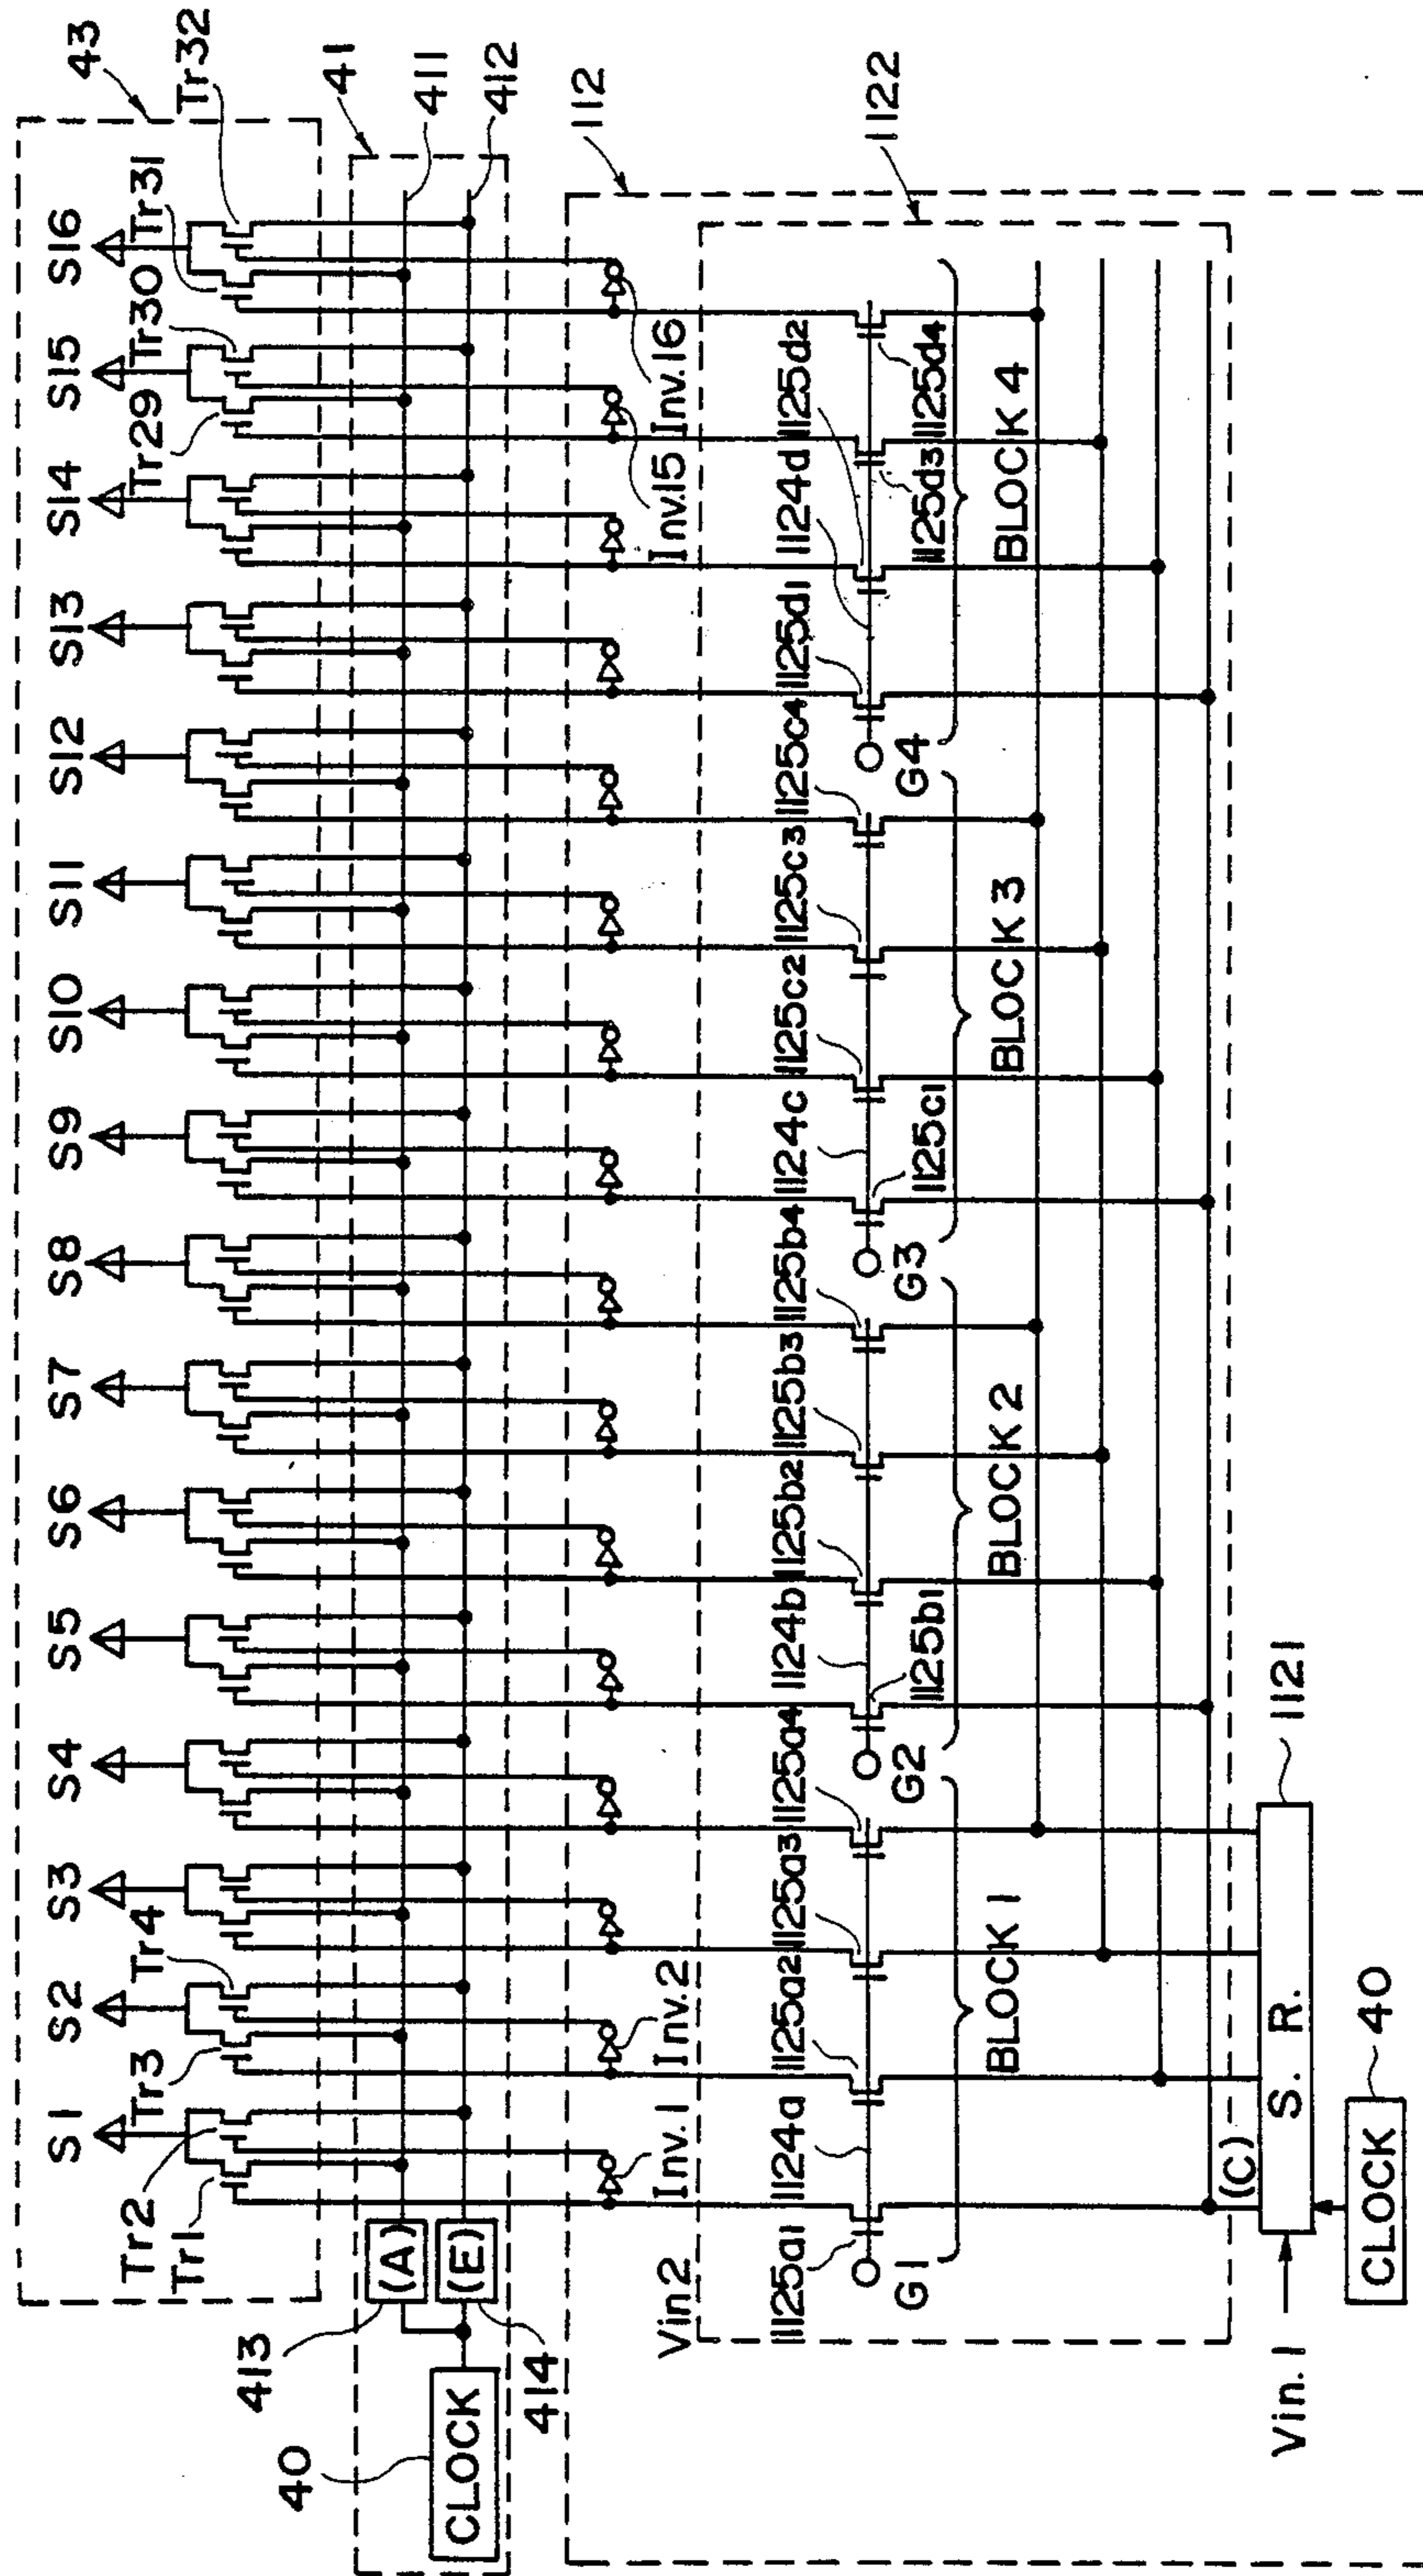 S1 S2 S3 S4 S5 S6 S7 S8 S9 S10 S11 S12 S13 S14 S15 S16
43
Tr2
Tr1
Tr3
Tr4
Tr29
Tr30
Tr31
Tr32
41
411
412
413
(A)
(E)
414
40
CLOCK
112
Inv.1
Inv.2
Inv.15
Inv.16
Vin2
1122
1125a1
1124a
1125a2
1125a3
1125a4
1124b
1125b1
1125b2
1125b3
1125b4
1124c
1125c1
1125c2
1125c3
1125c4
1125d1
1124d
1125d2
1125d3
1125d4
G1
G2
G3
G4
BLOCK 1
BLOCK 2
BLOCK 3
BLOCK 4
(C)
S. R.
1121
Vin. 1
CLOCK
40